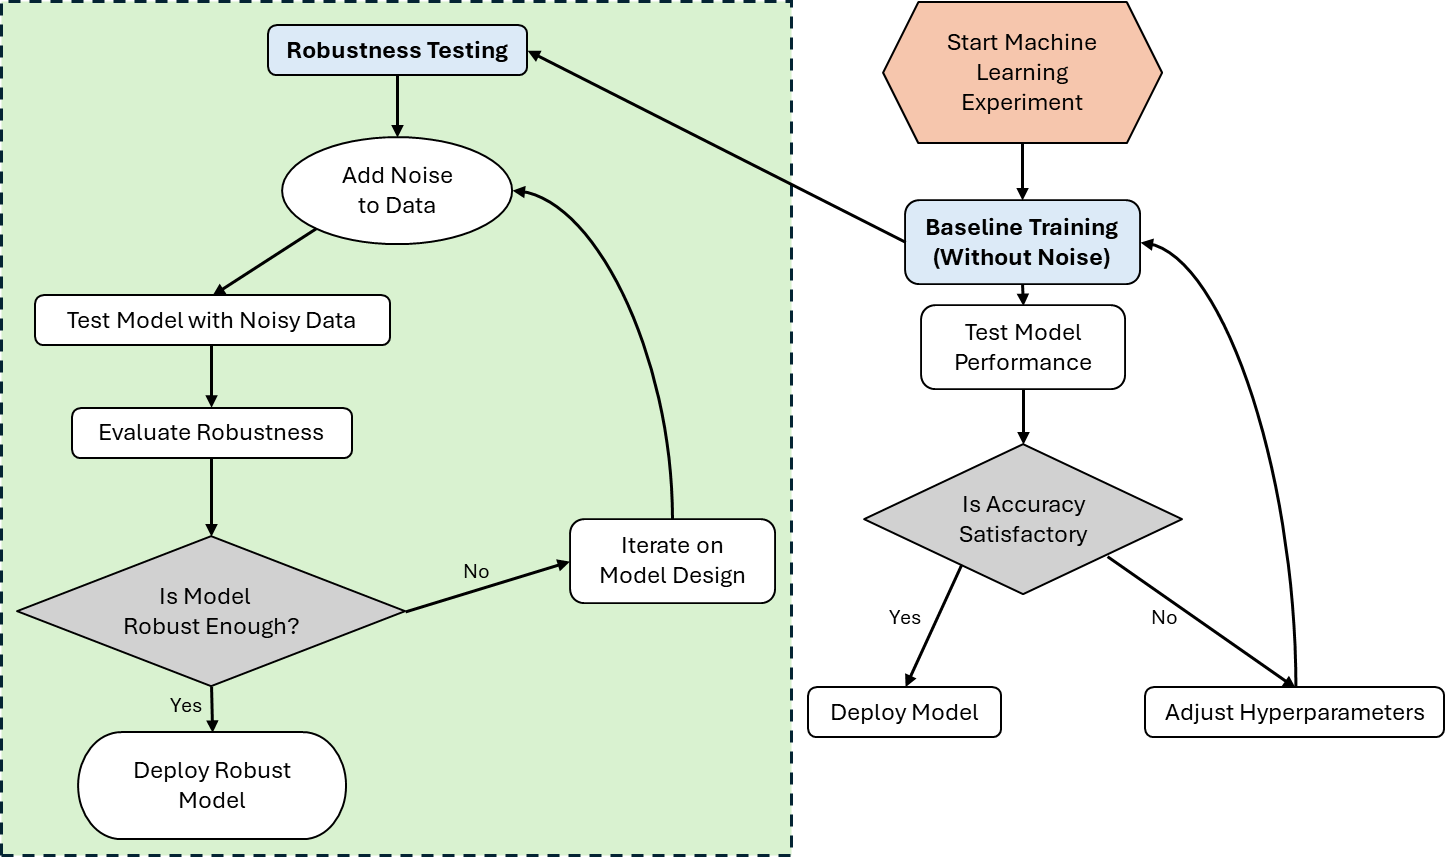 Robustness Testing
Add Noise
to Data
Test Model with Noisy Data
Evaluate Robustness
Is Model
Robust Enough?
No
Iterate on
Model Design
Yes
Deploy Robust
Model
Start Machine
Learning
Experiment
Baseline Training
(Without Noise)
Test Model
Performance
Is Accuracy
Satisfactory
Yes
No
Deploy Model
Adjust Hyperparameters